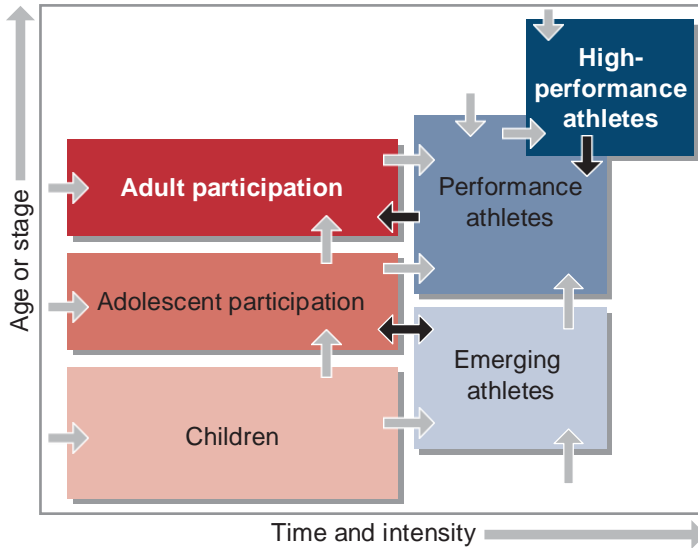 High-
performance
athletes
Adult participation
Performance
athletes
Adolescent participation
Emerging
athletes
Children
Age or stage
Time and intensity